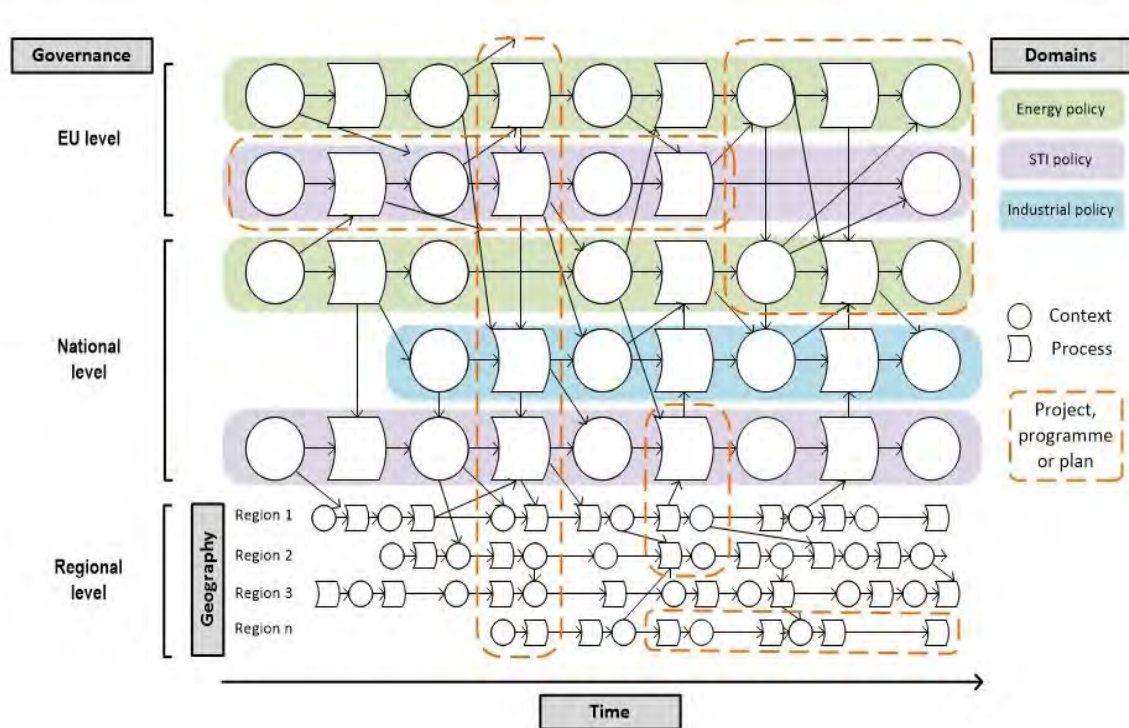 Governance
Domains
EU level
Energy policy
STI policy
Industrial policy
National
level
Context
Process
Project,
programme
or plan
Regional
level
Geography
Region 1
Region 2
Region 3
Region n
Time